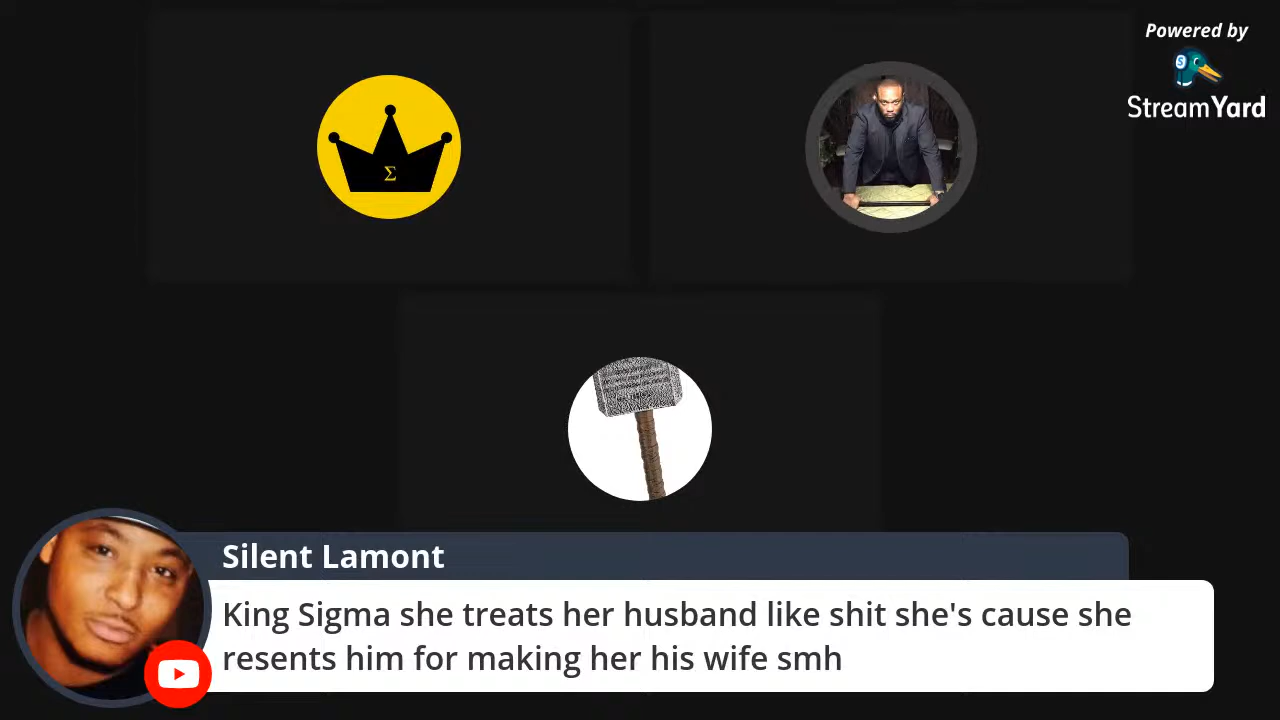 Powered by
StreamYard
Σ
Silent Lamont
King Sigma she treats her husband like shit she's cause she
resents him for making her his wife smh